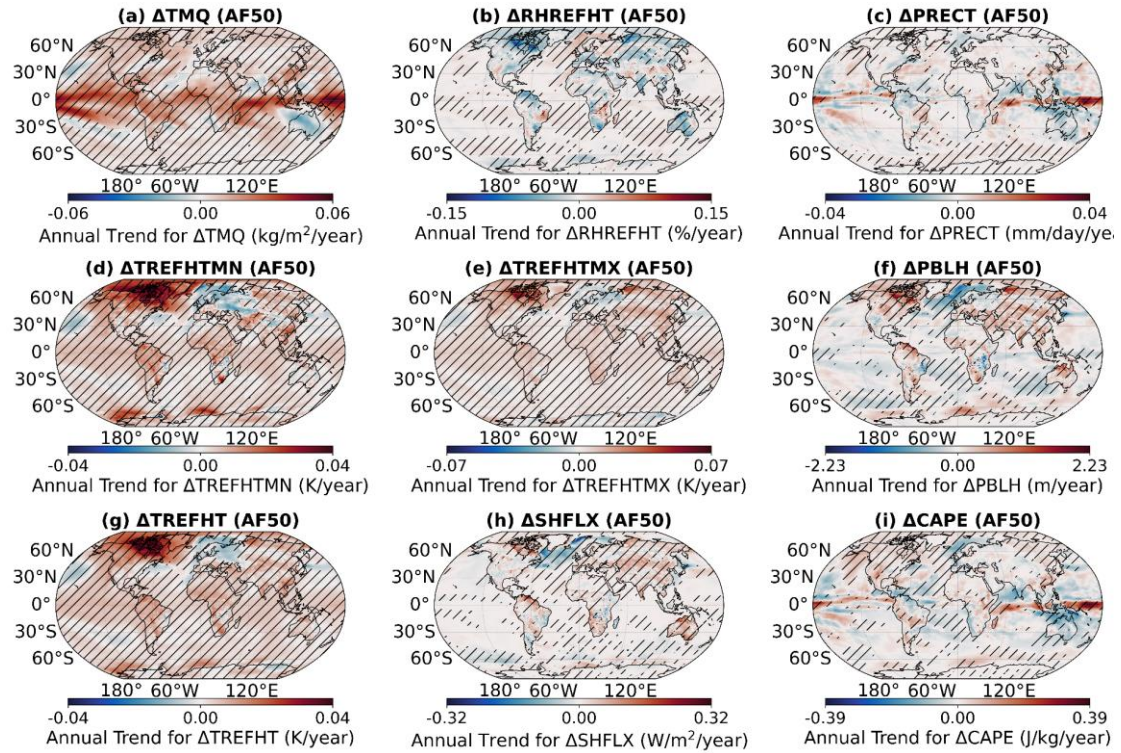 (a) ΔTMQ (AF50)
(b) ΔRHREFHT (AF50)
(c) ΔPRECT (AF50)
60°N
30°N
0°
30°S
60°S
60°N
30°N
0°
30°S
60°S
60°N
30°N
0°
30°S
60°S
180° 60°W 120°E
180° 60°W 120°E
180° 60°W 120°E
-0.06 0.00 0.06
-0.15 0.00 0.15
-0.04 0.00 0.04
Annual Trend for ΔTMQ (kg/m²/year)
Annual Trend for ΔRHREFHT (%/year)
Annual Trend for ΔPRECT (mm/day/yea
(d) ΔTREFHTMN (AF50)
(e) ΔTREFHTMX (AF50)
(f) ΔPBLH (AF50)
60°N
30°N
0°
30°S
60°S
60°N
30°N
0°
30°S
60°S
60°N
30°N
0°
30°S
60°S
180° 60°W 120°E
180° 60°W 120°E
180° 60°W 120°E
-0.04 0.00 0.04
-0.07 0.00 0.07
-2.23 0.00 2.23
Annual Trend for ΔTREFHTMN (K/year)
Annual Trend for ΔTREFHTMX (K/year)
Annual Trend for ΔPBLH (m/year)
(g) ΔTREFHT (AF50)
(h) ΔSHFLX (AF50)
(i) ΔCAPE (AF50)
60°N
30°N
0°
30°S
60°S
60°N
30°N
0°
30°S
60°S
60°N
30°N
0°
30°S
60°S
180° 60°W 120°E
180° 60°W 120°E
180° 60°W 120°E
-0.04 0.00 0.04
-0.32 0.00 0.32
-0.39 0.00 0.39
Annual Trend for ΔTREFHT (K/year)
Annual Trend for ΔSHFLX (W/m²/year)
Annual Trend for ΔCAPE (J/kg/year)